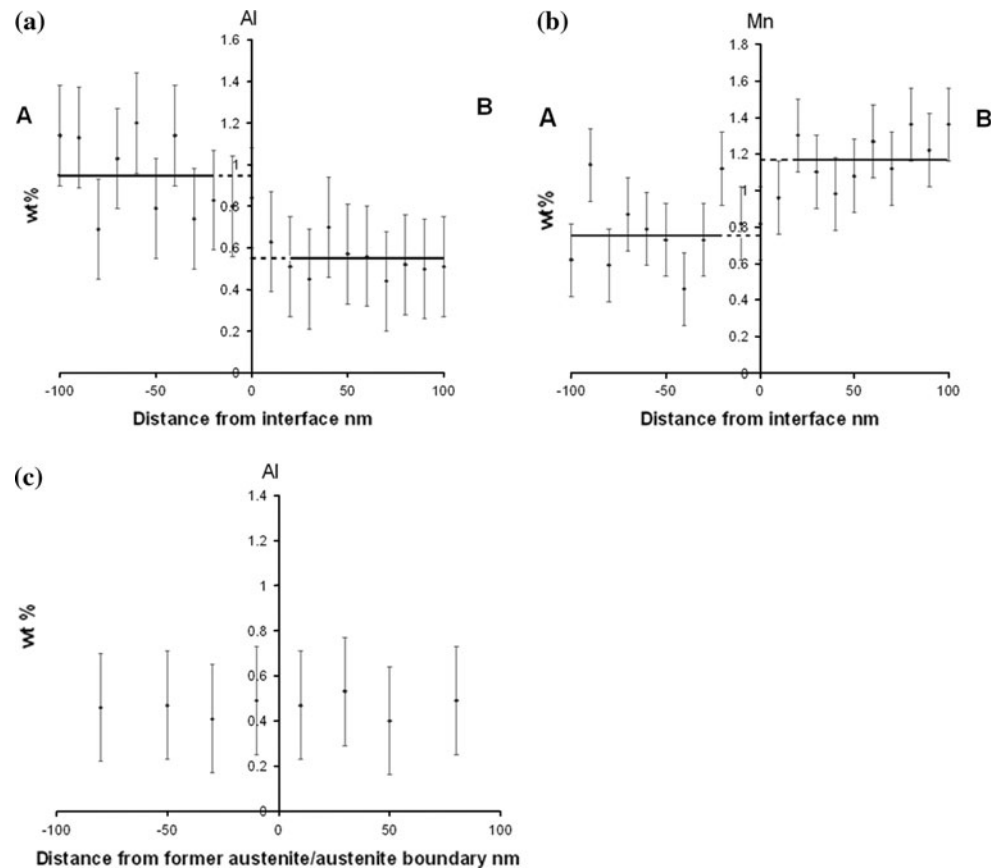 (a)
Al
1.6
1.4
1.2
1
0.8
0.6
0.4
0.2
0
A
B
wt%
-100
-50
0
50
100
Distance from interface nm
(b)
Mn
1.8
1.6
1.4
1.2
1
0.8
0.6
0.4
0.2
0
A
B
wt%
-100
-50
0
50
100
Distance from interface nm
(c)
Al
1.4
1.2
1
0.8
0.6
0.4
0.2
0
wt %
-100
-50
0
50
100
Distance from former austenite/austenite boundary nm